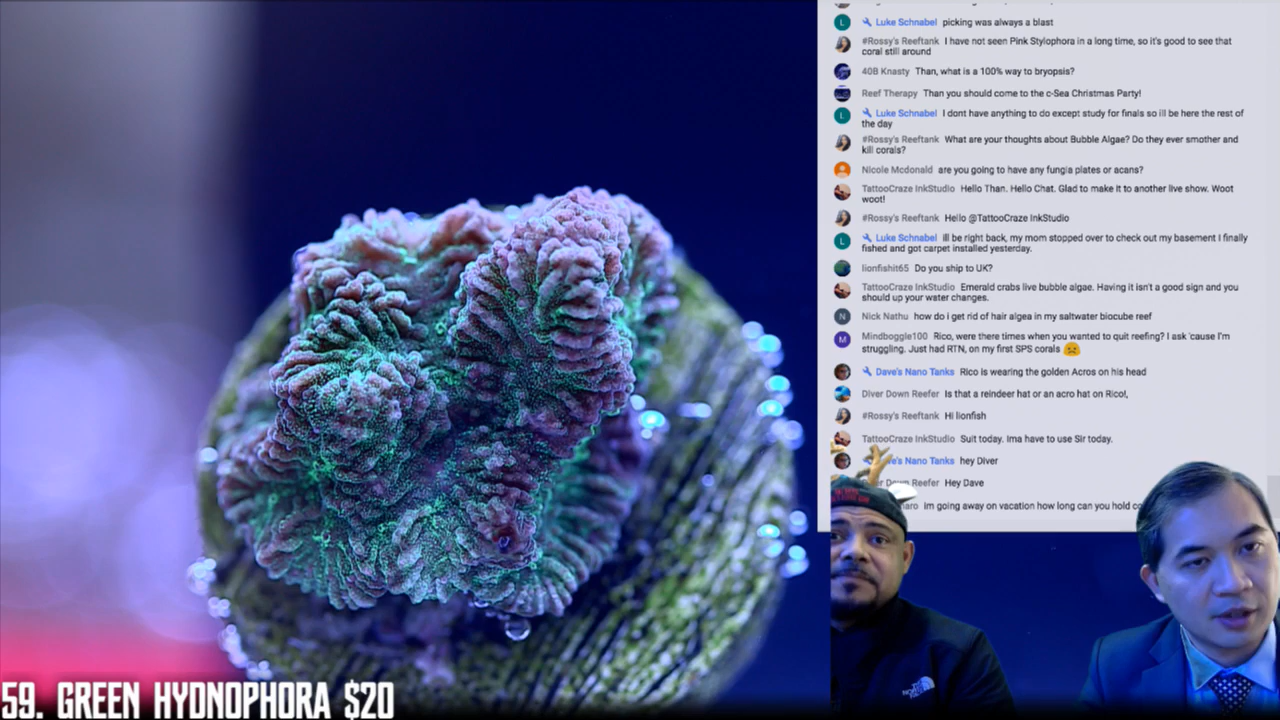 L Luke Schnabel picking was always a blast
#Rossy's Reeftank I have not seen Pink Stylophora in a long time, so it's good to see that
coral still around
40B Knasty Than, what is a 100% way to bryopsis?
Reef Therapy Than you should come to the c-Sea Christmas Party!
L Luke Schnabel I dont have anything to do except study for finals so ill be here the rest of
the day
#Rossy's Reeftank What are your thoughts about Bubble Algae? Do they ever smother and
kill corals?
Nicole Mcdonald are you going to have any fungia plates or acans?
TattooCraze InkStudio Hello Than. Hello Chat. Glad to make it to another live show. Woot
woot!
#Rossy's Reeftank Hello @TattooCraze InkStudio
L Luke Schnabel ill be right back, my mom stopped over to check out my basement I finally
fished and got carpet installed yesterday.
lionfishit65 Do you ship to UK?
TattooCraze InkStudio Emerald crabs live bubble algae. Having it isn't a good sign and you
should up your water changes.
N Nick Nathu how do i get rid of hair algea in my saltwater biocube reef
M Mindboggle100 Rico, were there times when you wanted to quit reefing? I ask 'cause I'm
struggling. Just had RTN, on my first SPS corals
Dave's Nano Tanks Rico is wearing the golden Acros on his head
Diver Down Reefer Is that a reindeer hat or an acro hat on Rico!,
#Rossy's Reeftank Hi lionfish
TattooCraze InkStudio Suit today. Ima have to use Sir today.
ve's Nano Tanks hey Diver
er Down Reefer Hey Dave
haro Im going away on vacation how long can you hold co
THE NORTH FACE
59. GREEN HYDNOPHORA $20